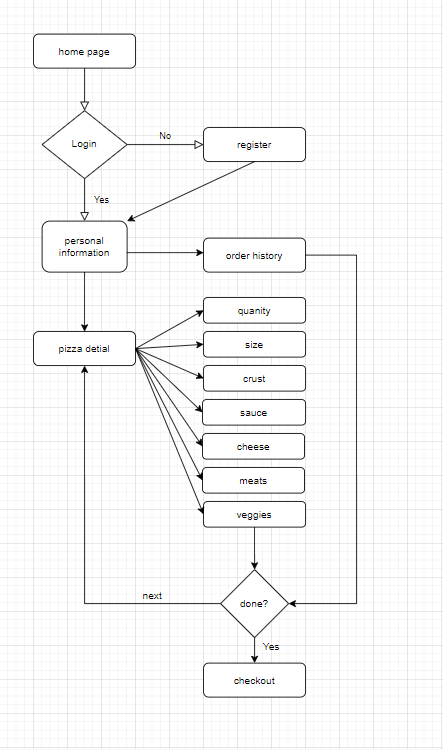 home page
Login
No
register
Yes
personal
information
order history
quanity
size
pizza detial
crust
sauce
cheese
meats
veggies
next
done?
Yes
checkout